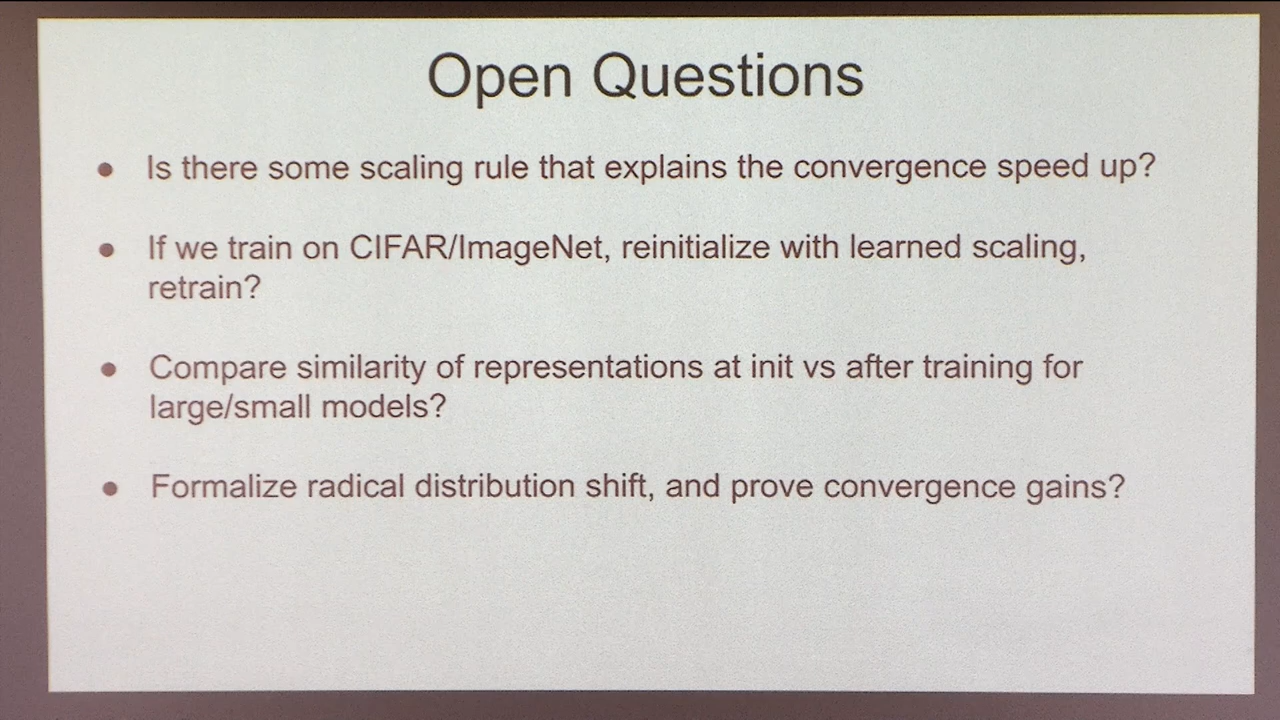 Open Questions
● Is there some scaling rule that explains the convergence speed up?
● If we train on CIFAR/ImageNet, reinitialize with learned scaling,
retrain?
● Compare similarity of representations at init vs after training for
large/small models?
● Formalize radical distribution shift, and prove convergence gains?